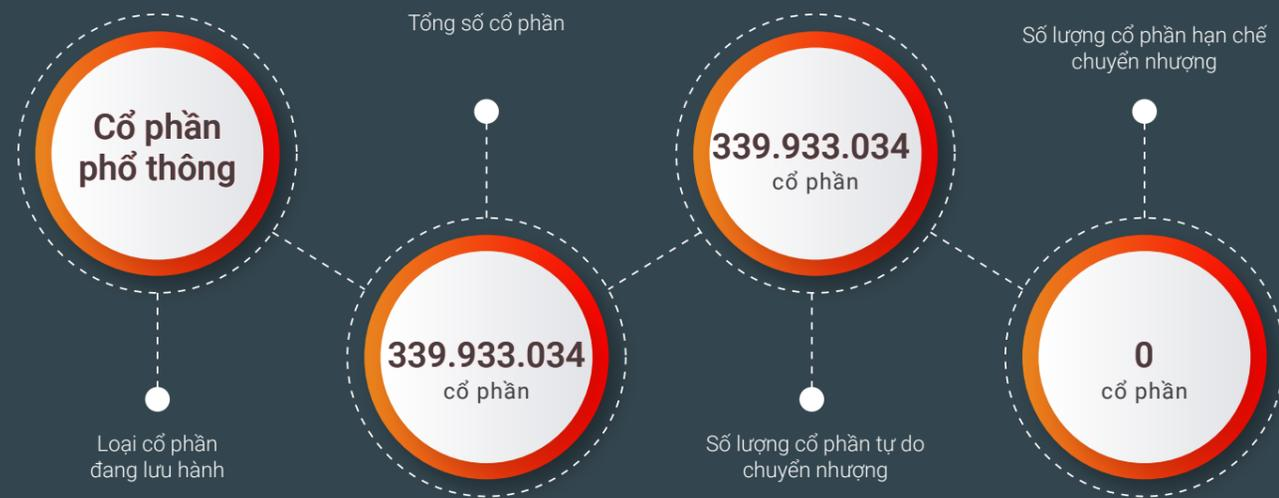 Cổ phần
phổ thông
Loại cổ phần
đang lưu hành
Tổng số cổ phần
339.933.034
cổ phần
339.933.034
cổ phần
Số lượng cổ phần tự do
chuyển nhượng
Số lượng cổ phần hạn chế
chuyển nhượng
0
cổ phần